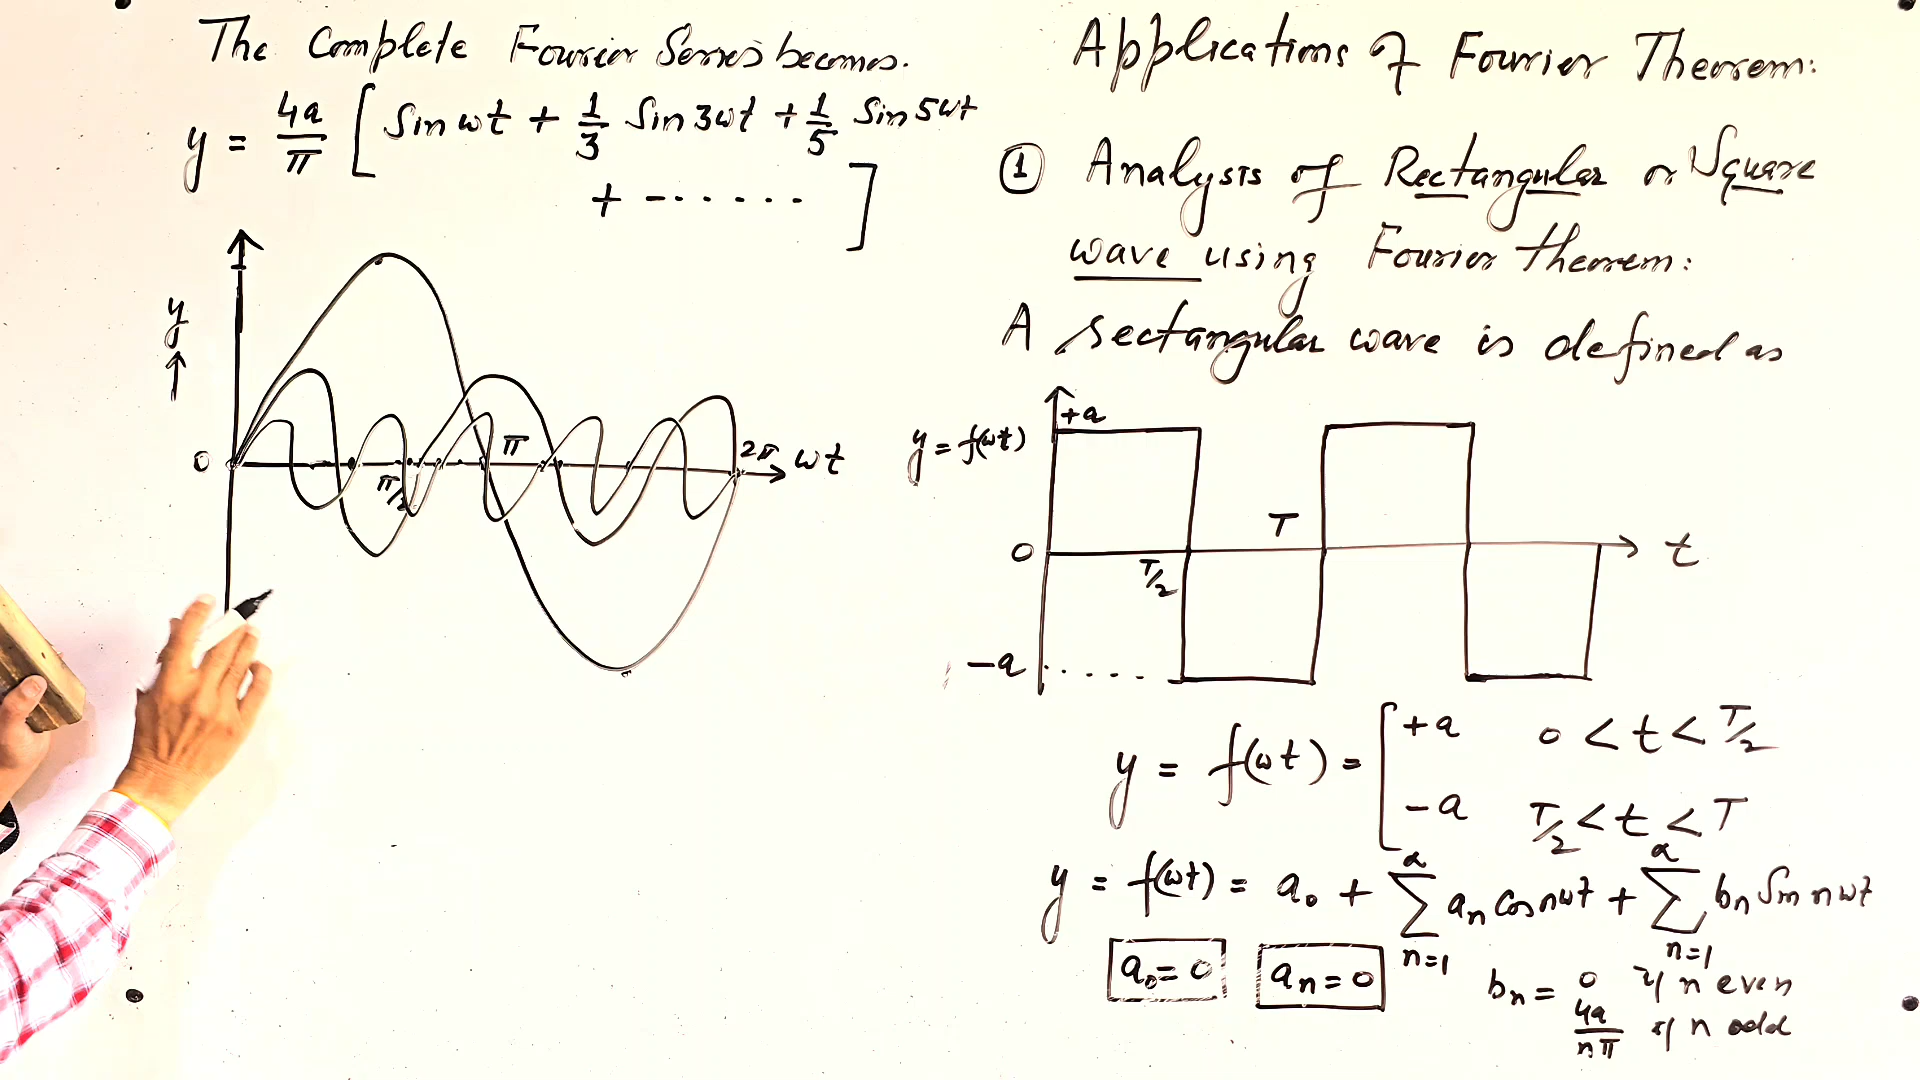 The Complete Fourier Series becomes.
y = 4a/π [ Sin ωt + 1/3 Sin 3ωt + 1/5 Sin 5ωt
+ - . . . . . . ]
y
↑
0
π/2
π
2π
ωt
Applications of Fourier Theorem:
① Analysis of Rectangular or Square
wave using Fourier theorem:
A rectangular wave is defined as
+a
y = f(ωt)
T
0
T/2
t
-a
y = f(ωt) = [ +a 0 < t < T/2
-a T/2 < t < T
y = f(ωt) = a₀ + ∑ₙ₌₁^α aₙ Cos nωt + ∑ₙ₌₁^α bₙ Sin nωt
a₀ = 0
aₙ = 0
bₙ = 0 if n even
4a/nπ if n odd